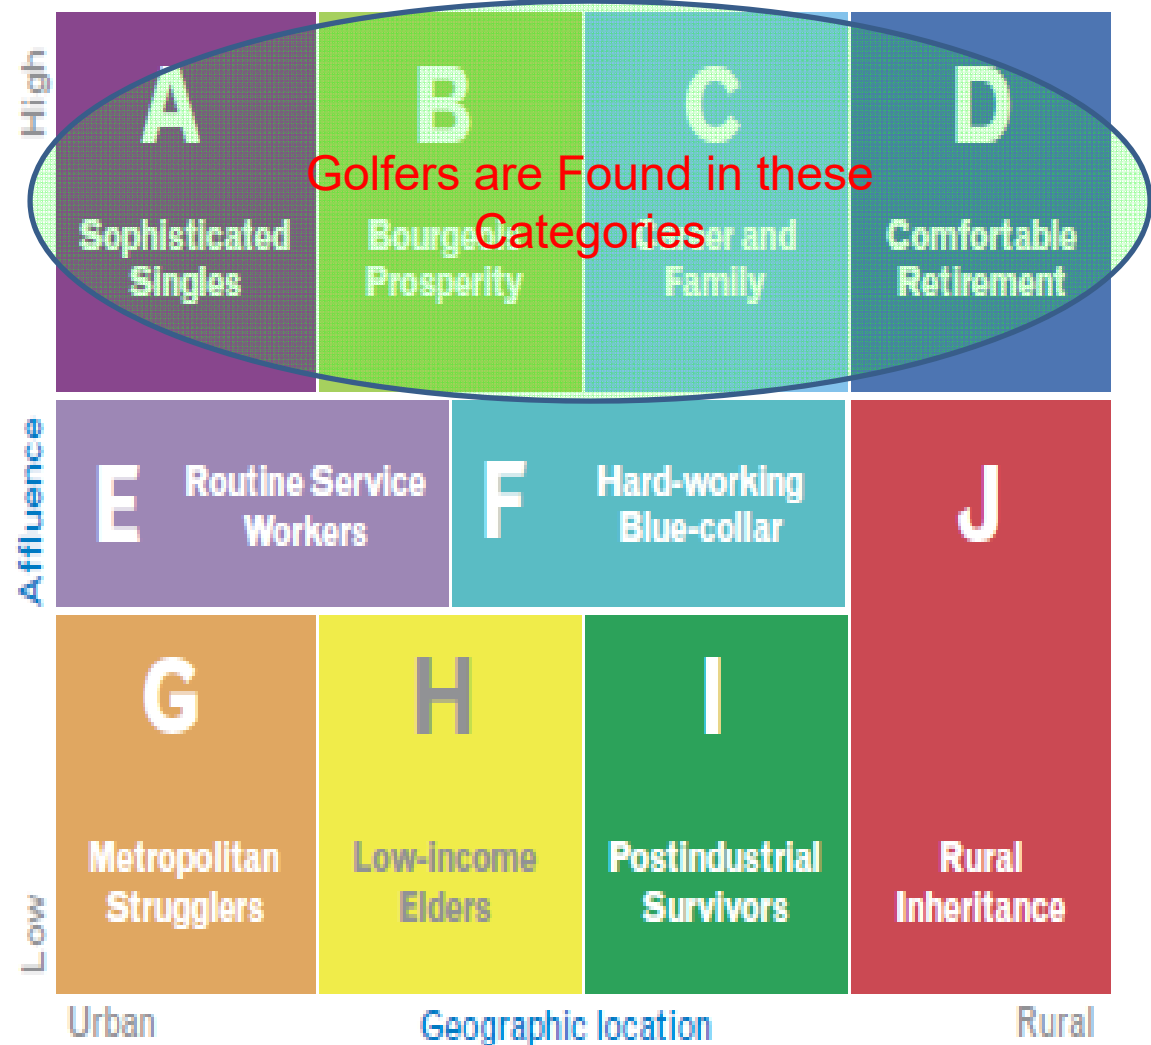 High
A
B
C
D
Golfers are Found in these
Categories
Sophisticated
Singles
Prosperity
and
Family
Comfortable
Retirement
Affluence
E
Routine Service
Workers
F
Hard-working
Blue-collar
J
G
H
I
Metropolitan
Strugglers
Low-income
Elders
Postindustrial
Survivors
Rural
Inheritance
Low
Urban
Geographic location
Rural